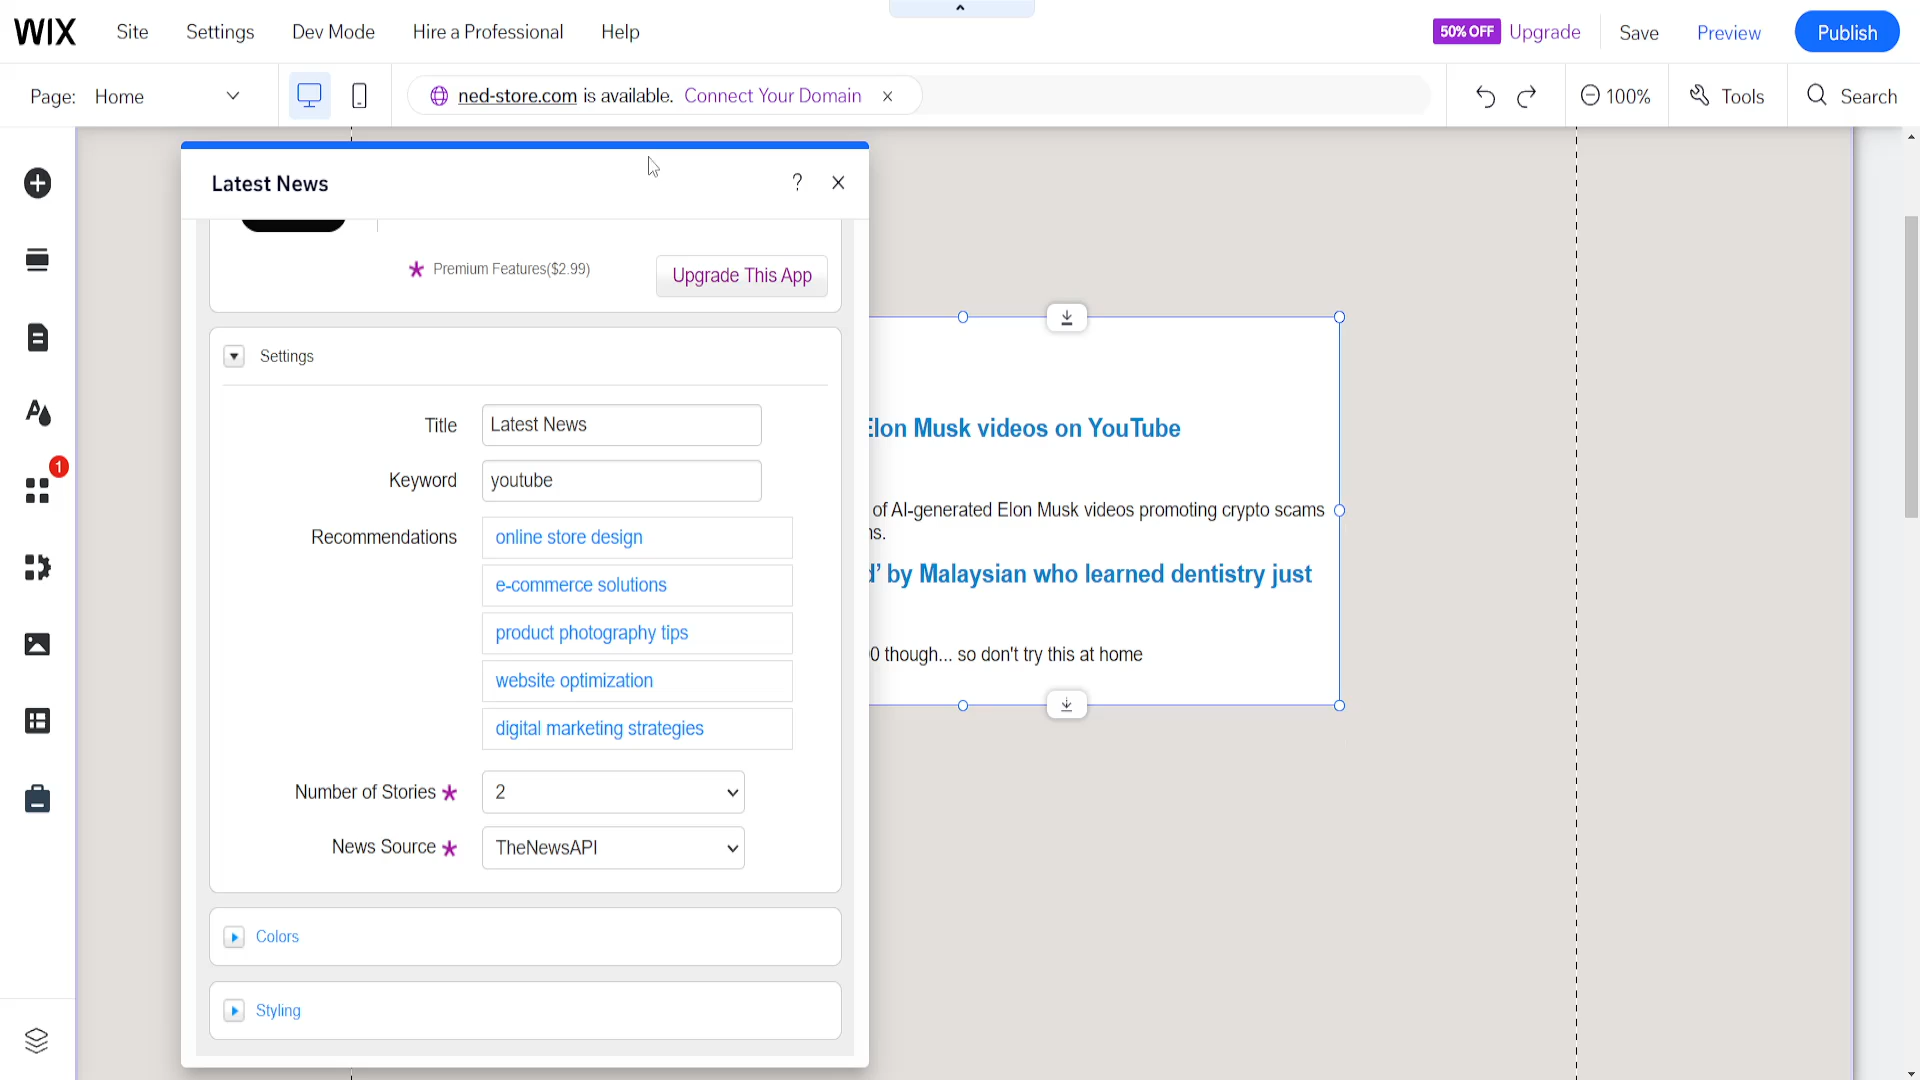 WIX Site Settings Dev Mode Hire a Professional Help 50% OFF Upgrade Save Preview Publish
Page: Home ned-store.com is available. Connect Your Domain 100% Tools Search
Latest News ?
Premium Features($2.99) Upgrade This App
Settings
Title Latest News
Keyword youtube
Recommendations online store design
e-commerce solutions
product photography tips
website optimization
digital marketing strategies
Number of Stories 2
News Source TheNewsAPI
Colors
Styling
1
Elon Musk videos on YouTube
of AI-generated Elon Musk videos promoting crypto scams
by Malaysian who learned dentistry just
though... so don't try this at home